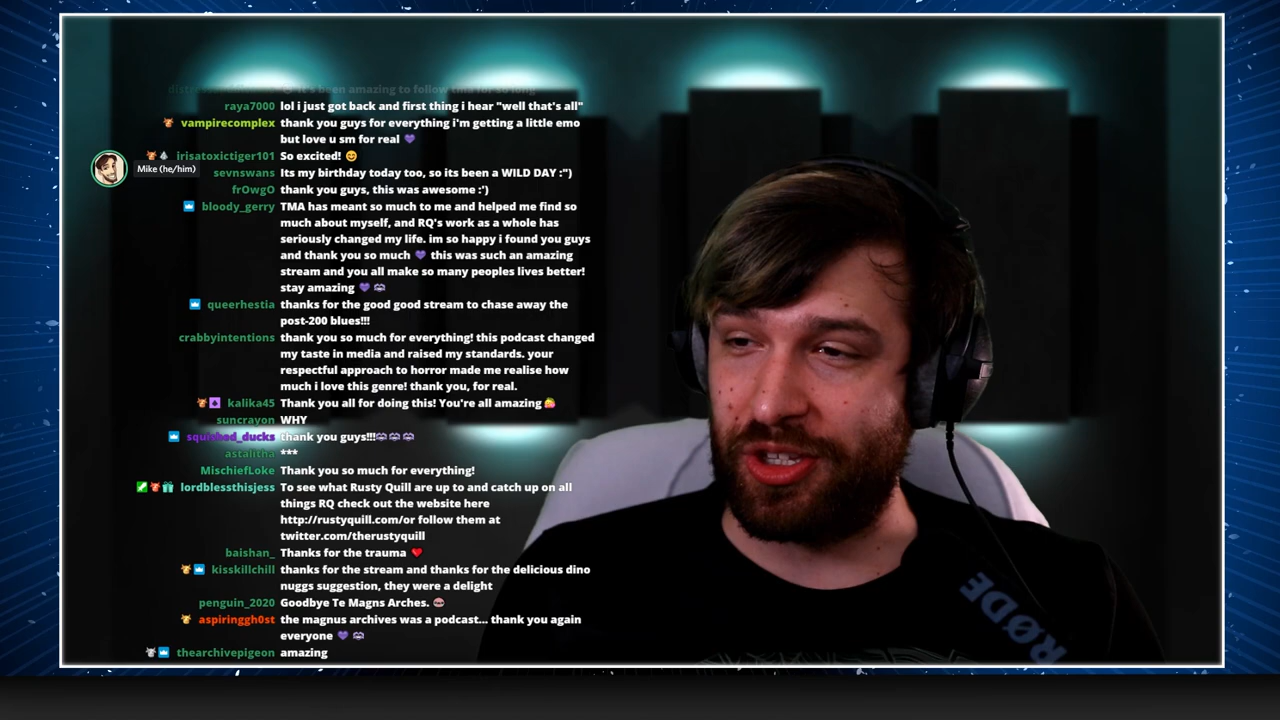 distr it's been amazing to follow tma for so long
raya7000 lol i just got back and first thing i hear "well that's all"
vampirecomplex thank you guys for everything i'm getting a little emo
but love u sm for real
irisatoxictiger101 So excited!
Mike (he/him)
sevnswans Its my birthday today too, so its been a WILD DAY :")
fr0wgO thank you guys, this was awesome :')
bloody_gerry TMA has meant so much to me and helped me find so
much about myself, and RQ's work as a whole has
seriously changed my life. im so happy i found you guys
and thank you so much this was such an amazing
stream and you all make so many peoples lives better!
stay amazing
queerhestia thanks for the good good stream to chase away the
post-200 blues!!!
crabbyintentions thank you so much for everything! this podcast changed
my taste in media and raised my standards. your
respectful approach to horror made me realise how
much i love this genre! thank you, for real.
kalika45 Thank you all for doing this! You're all amazing
suncrayon WHY
squished_ducks thank you guys!!!
astalitha ***
MischiefLoke Thank you so much for everything!
lordblessthisjess To see what Rusty Quill are up to and catch up on all
things RQ check out the website here
http://rustyquill.com/or follow them at
twitter.com/therustyquill
baishan_ Thanks for the trauma
kisskillchill thanks for the stream and thanks for the delicious dino
nuggs suggestion, they were a delight
penguin_2020 Goodbye Te Magns Arches.
aspiringgh0st the magnus archives was a podcast... thank you again
everyone
thearchivepigeon amazing
RØDE